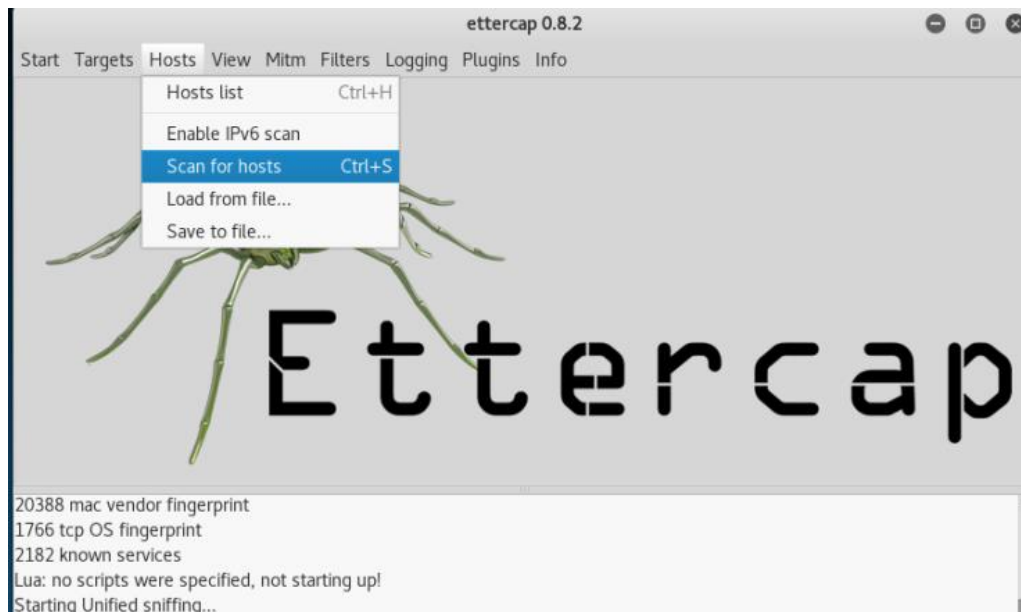 ettercap 0.8.2
Start Targets Hosts View Mitm Filters Logging Plugins Info
Hosts list Ctrl+H
Enable IPv6 scan
Scan for hosts Ctrl+S
Load from file...
Save to file...
Ettercap
20388 mac vendor fingerprint
1766 tcp OS fingerprint
2182 known services
Lua: no scripts were specified, not starting up!
Starting Unified sniffing...